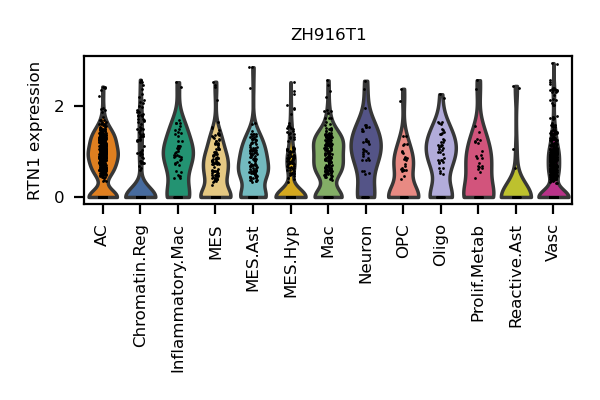 ZH916T1
RTN1 expression
2
0
AC
Chromatin.Reg
Inflammatory.Mac
MES
MES.Ast
MES.Hyp
Mac
Neuron
OPC
Oligo
Prolif.Metab
Reactive.Ast
Vasc